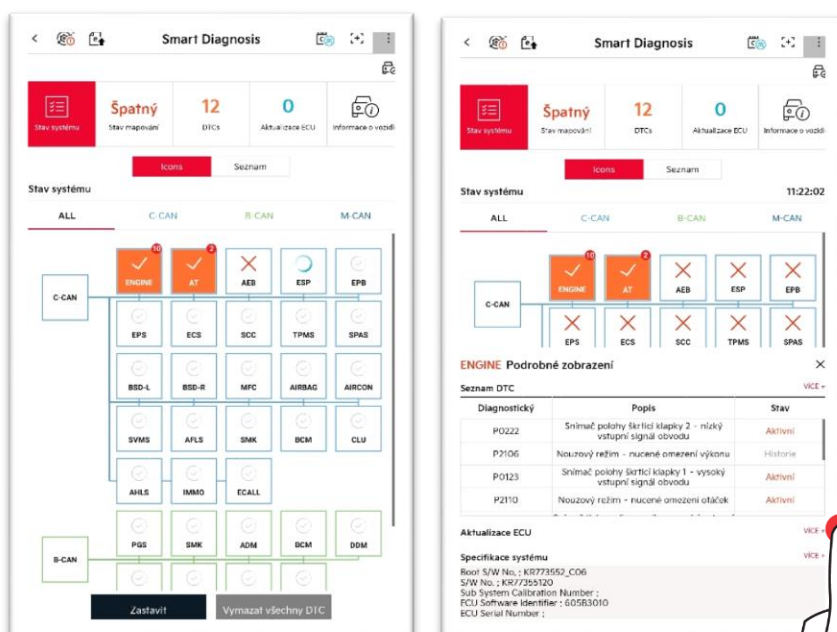 Smart Diagnosis
Špatný 12 0
Stav systému Stav mapování DTCs Aktualizace ECU Informace o vozidl
Icons Seznam
Stav systému
ALL C-CAN B-CAN M-CAN
10 2
ENGINE AT AEB ESP EPB
C-CAN
EPS ECS SCC TPMS SPAS
BSD-L BSD-R MFC AIRBAG AIRCON
SVMS AFLS SMK BCM CLU
AHLS IMMO ECALL
PGS SMK ADM BCM DDM
B-CAN
Zastavit Vymazat všechny DTC
Smart Diagnosis
Špatný 12 0
Stav systému Stav mapování DTCs Aktualizace ECU Informace o vozidl
Icons Seznam
Stav systému 11:22:02
ALL C-CAN B-CAN M-CAN
10 2
ENGINE AT AEB ESP EPB
C-CAN
EPS ECS SCC TPMS SPAS
ENGINE Podrobné zobrazení
Seznam DTC VÍCE
Diagnostický Popis Stav
P0222 Snímač polohy škrticí klapky 2 - nízký vstupní signál obvodu Aktivní
P2106 Nouzový režim - nucené omezení výkonu Historie
P0123 Snímač polohy škrticí klapky 1 - vysoký vstupní signál obvodu Aktivní
P2110 Nouzový režim - nucené omezení otáček Aktivní
Aktualizace ECU VÍCE
Specifikace systému VÍCE
Boot S/W No. ; KR773552_C06
S/W No. ; KR77355120
Sub System Calibration Number ;
ECU Software Identifier ; 605B3010
ECU Serial Number ;